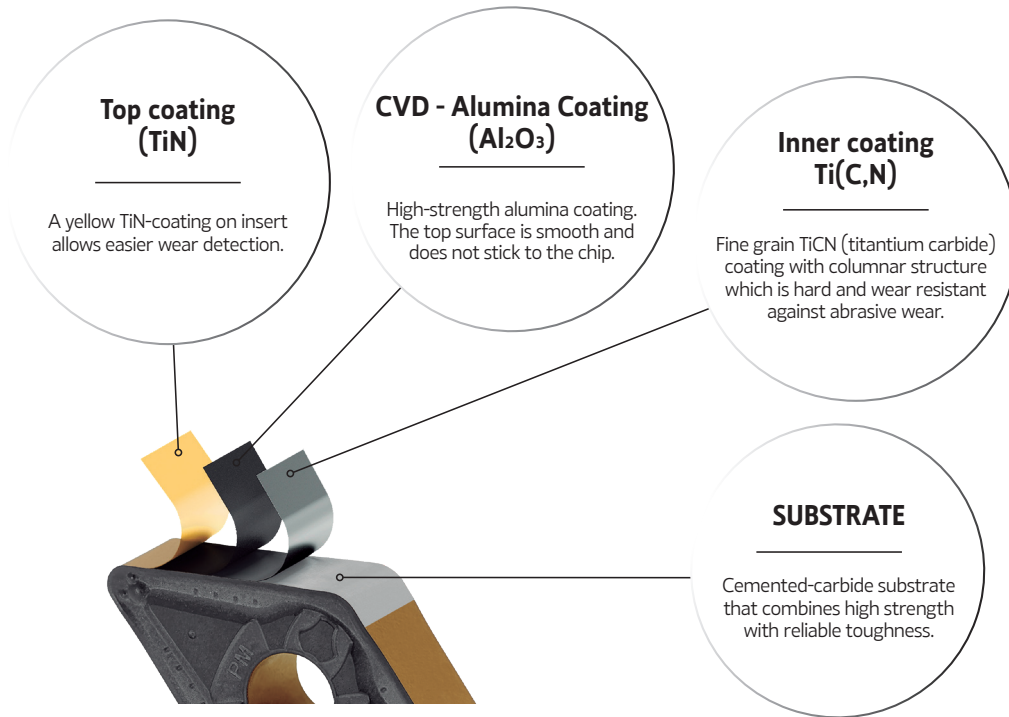 Top coating
(TiN)
A yellow TiN-coating on insert
allows easier wear detection.
CVD - Alumina Coating
(Al₂O₃)
High-strength alumina coating.
The top surface is smooth and
does not stick to the chip.
Inner coating
Ti(C,N)
Fine grain TiCN (titantium carbide)
coating with columnar structure
which is hard and wear resistant
against abrasive wear.
SUBSTRATE
Cemented-carbide substrate
that combines high strength
with reliable toughness.
PM